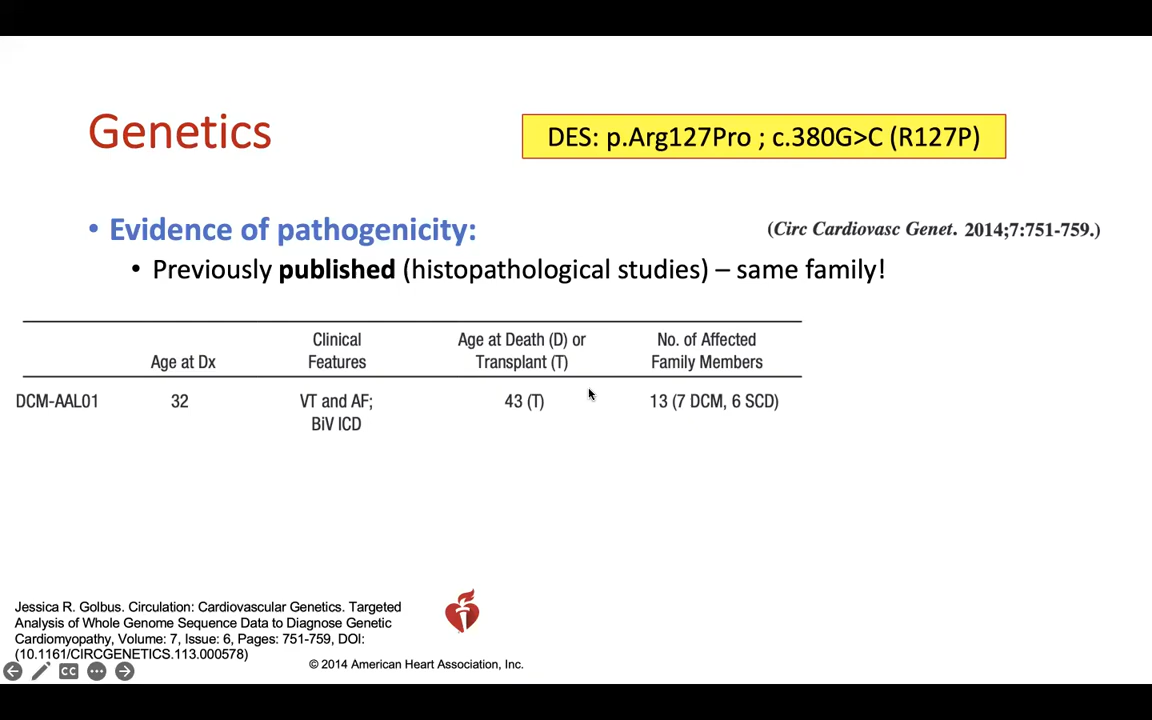 Genetics
DES: p.Arg127Pro ; c.380G>C (R127P)
• Evidence of pathogenicity:
(Circ Cardiovasc Genet. 2014;7:751-759.)
• Previously published (histopathological studies) – same family!
Clinical
Age at Death (D) or
No. of Affected
Age at Dx
Features
Transplant (T)
Family Members
DCM-AAL01
32
VT and AF;
43 (T)
13 (7 DCM, 6 SCD)
BiV ICD
Jessica R. Golbus. Circulation: Cardiovascular Genetics. Targeted
Analysis of Whole Genome Sequence Data to Diagnose Genetic
Cardiomyopathy, Volume: 7, Issue: 6, Pages: 751-759, DOI:
(10.1161/CIRCGENETICS.113.000578)
© 2014 American Heart Association, Inc.
CC